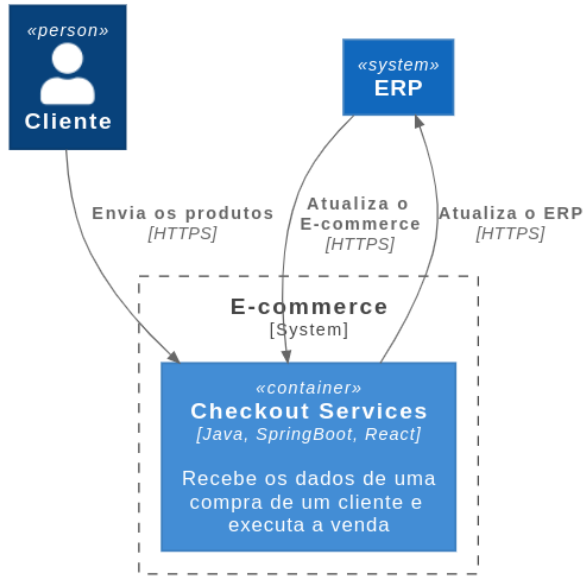 «person»
Cliente
«system»
ERP
Envia os produtos
[HTTPS]
Atualiza o
E-commerce
[HTTPS]
Atualiza o ERP
[HTTPS]
E-commerce
[System]
«container»
Checkout Services
[Java, SpringBoot, React]
Recebe os dados de uma
compra de um cliente e
executa a venda